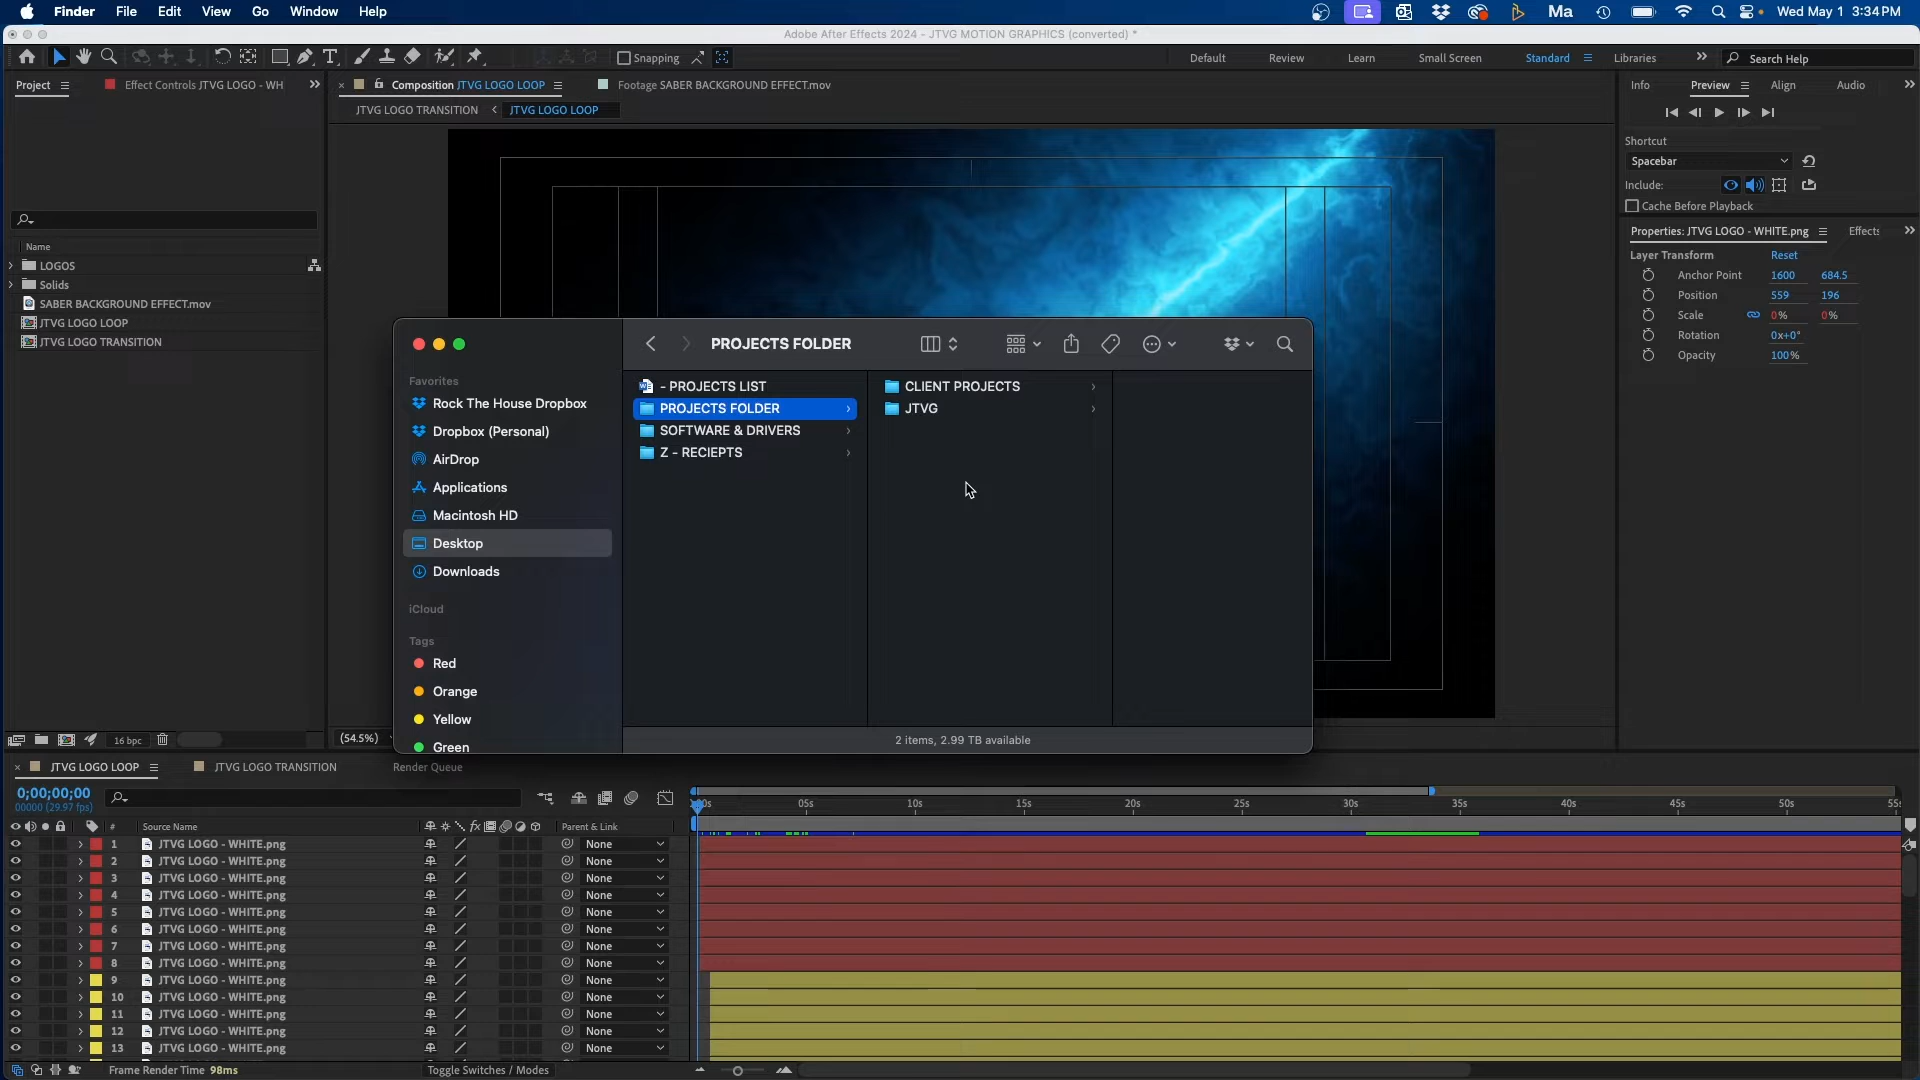 Finder File Edit View Go Window Help
Ma Wed May 1 3:34 PM
Adobe After Effects 2024 - JTVG MOTION GRAPHICS (converted) *
Snapping
Default Review Learn Small Screen Standard Libraries Search Help
Project Effect Controls JTVG LOGO - WH
Composition JTVG LOGO LOOP Footage SABER BACKGROUND EFFECT.mov
JTVG LOGO TRANSITION JTVG LOGO LOOP
Info Preview Align Audio
Shortcut
Spacebar
Include:
Cache Before Playback
Properties: JTVG LOGO - WHITE.png Effects
Layer Transform Reset
Anchor Point 1600 684.5
Position 559 196
Scale 0% 0%
Rotation 0x+0°
Opacity 100%
Name
LOGOS
Solids
SABER BACKGROUND EFFECT.mov
JTVG LOGO LOOP
JTVG LOGO TRANSITION
16 bpc
(54.5%)
PROJECTS FOLDER
Favorites
Rock The House Dropbox
Dropbox (Personal)
AirDrop
Applications
Macintosh HD
Desktop
Downloads
iCloud
Tags
Red
Orange
Yellow
Green
- PROJECTS LIST
PROJECTS FOLDER
SOFTWARE & DRIVERS
Z - RECIEPTS
CLIENT PROJECTS
JTVG
2 items, 2.99 TB available
JTVG LOGO LOOP JTVG LOGO TRANSITION Render Queue
0;00;00;00
00000 (29.97 fps)
05s 10s 15s 20s 25s 30s 35s 40s 45s 50s
# Source Name fx Parent & Link
1 JTVG LOGO - WHITE.png None
2 JTVG LOGO - WHITE.png None
3 JTVG LOGO - WHITE.png None
4 JTVG LOGO - WHITE.png None
5 JTVG LOGO - WHITE.png None
6 JTVG LOGO - WHITE.png None
7 JTVG LOGO - WHITE.png None
8 JTVG LOGO - WHITE.png None
9 JTVG LOGO - WHITE.png None
10 JTVG LOGO - WHITE.png None
11 JTVG LOGO - WHITE.png None
12 JTVG LOGO - WHITE.png None
13 JTVG LOGO - WHITE.png None
Frame Render Time 98ms Toggle Switches / Modes